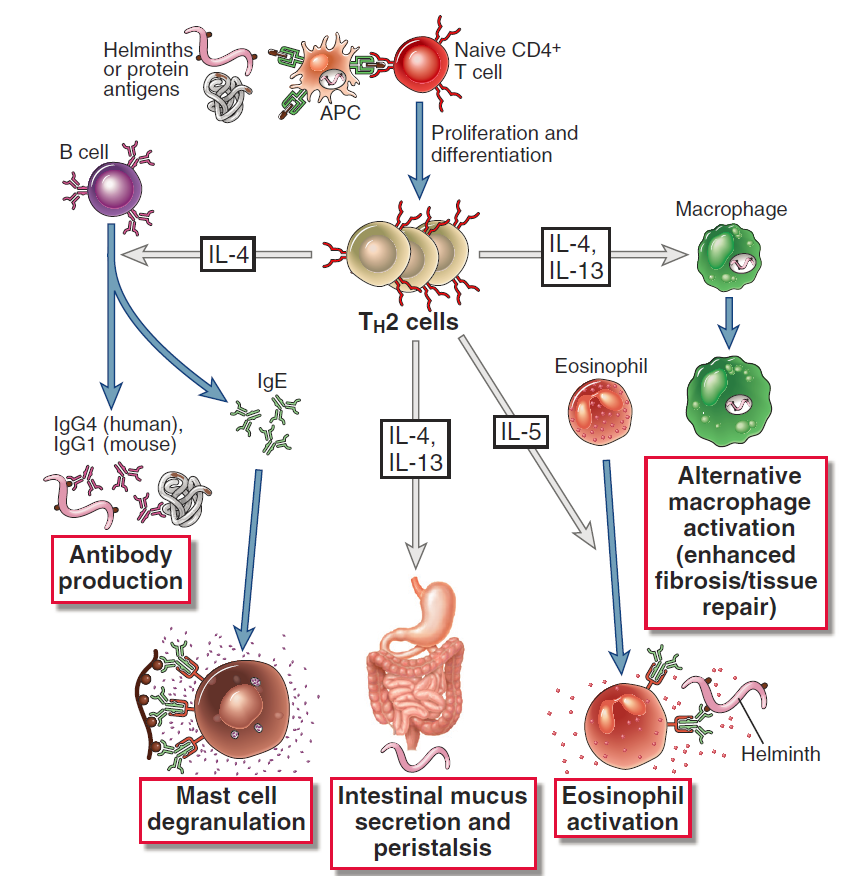 Helminths
or protein
antigens
APC
Naive CD4+
T cell
Proliferation and
differentiation
B cell
IL-4
TH2 cells
IL-4,
IL-13
Macrophage
IgE
IgG4 (human),
IgG1 (mouse)
IL-4,
IL-13
IL-5
Eosinophil
Antibody
production
Alternative
macrophage
activation
(enhanced
fibrosis/tissue
repair)
Helminth
Mast cell
degranulation
Intestinal mucus
secretion and
peristalsis
Eosinophil
activation